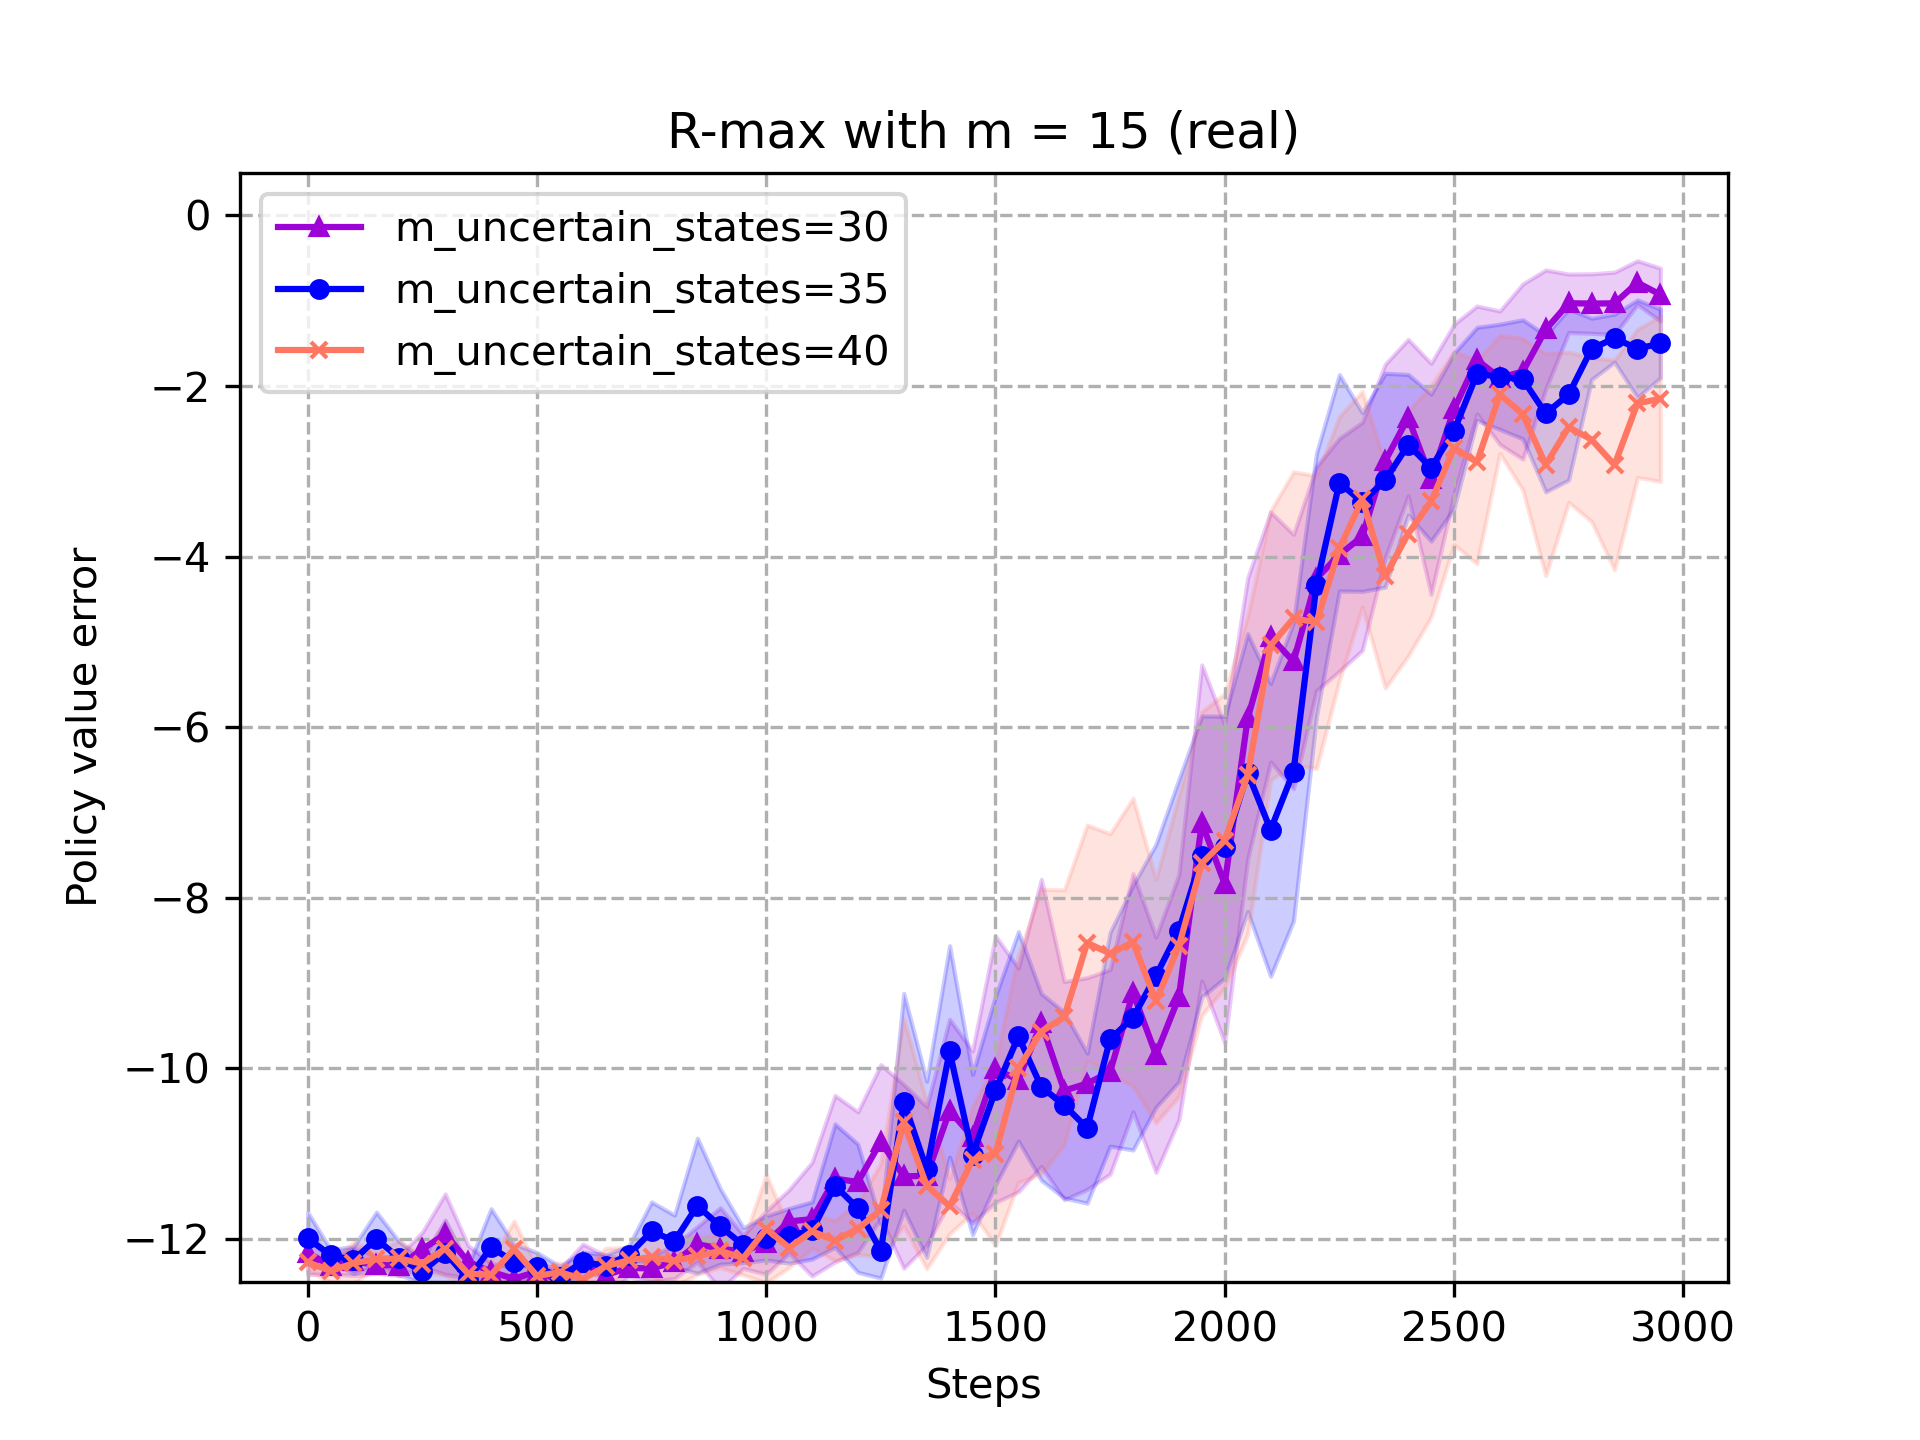 R-max with m = 15 (real)
m_uncertain_states=30
m_uncertain_states=35
m_uncertain_states=40
Policy value error
0
−2
−4
−6
−8
−10
−12
0 500 1000 1500 2000 2500 3000
Steps